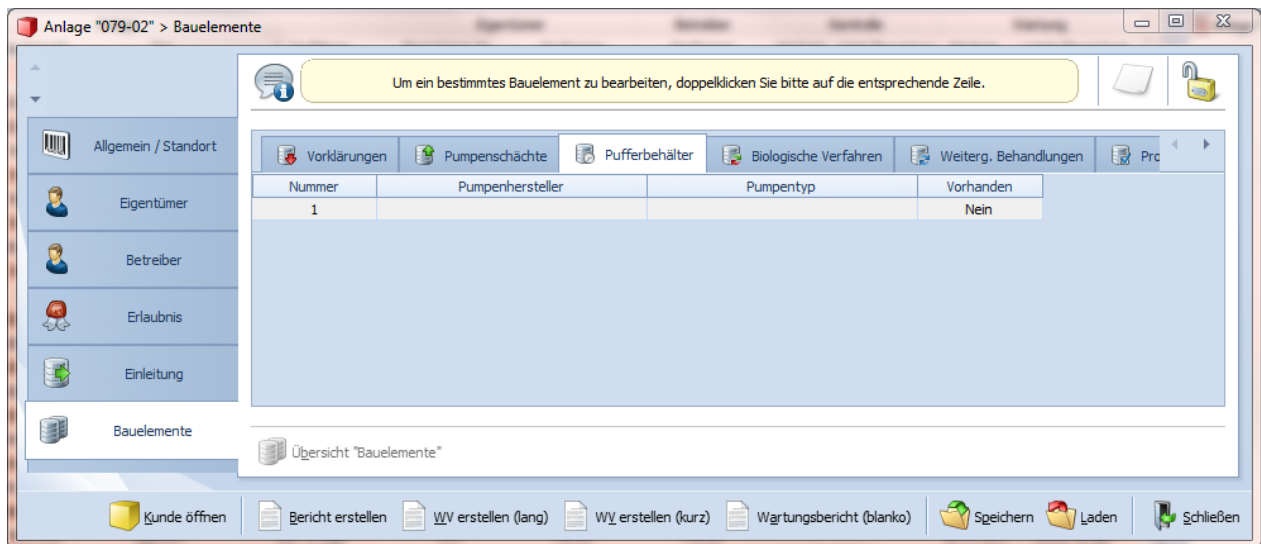 Anlage "079-02" > Bauelemente
Um ein bestimmtes Bauelement zu bearbeiten, doppelklicken Sie bitte auf die entsprechende Zeile.
Allgemein / Standort
Eigentümer
Betreiber
Erlaubnis
Einleitung
Bauelemente
Vorklärungen Pumpenschächte Pufferbehälter Biologische Verfahren Weiterg. Behandlungen Pro
Nummer Pumpenhersteller Pumpentyp Vorhanden
1 Nein
Übersicht "Bauelemente"
Kunde öffnen Bericht erstellen WV erstellen (lang) WV erstellen (kurz) Wartungsbericht (blanko) Speichern Laden Schließen